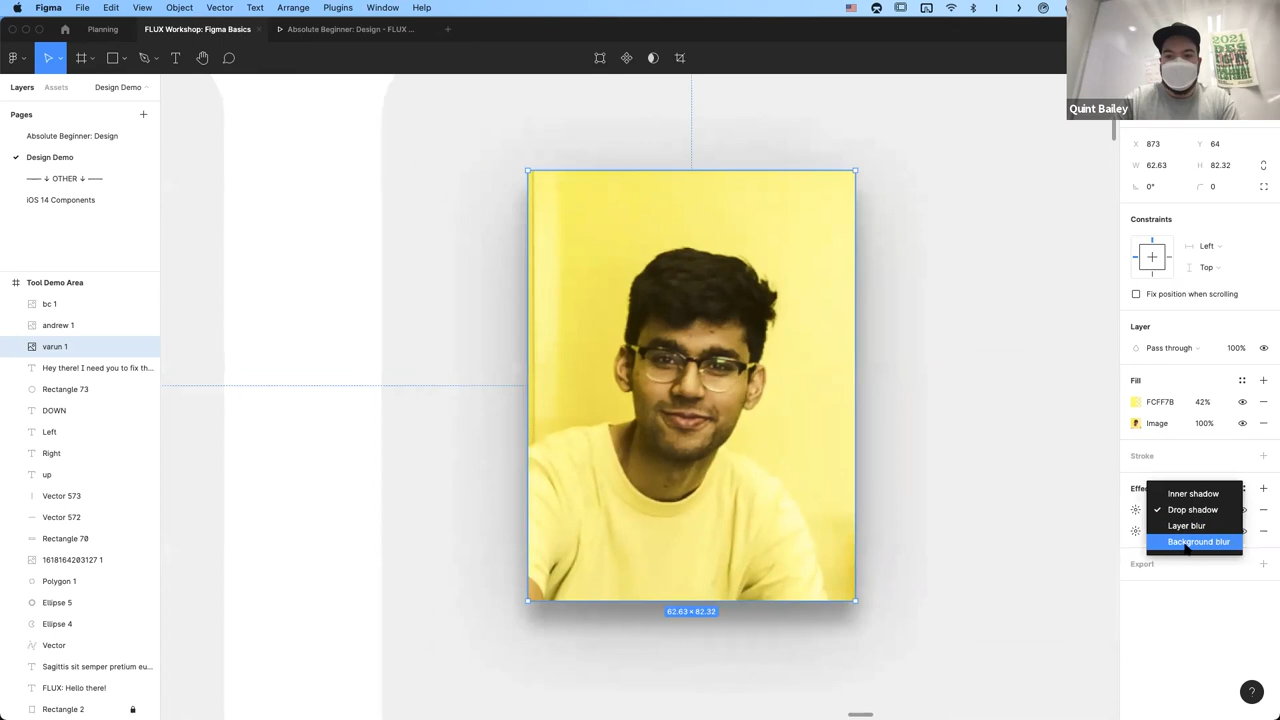 Figma File Edit View Object Vector Text Arrange Plugins Window Help
Planning FLUX Workshop: Figma Basics Absolute Beginner: Design - FLUX ...
2021
Quint Bailey
Layers Assets Design Demo
Pages
Absolute Beginner: Design
Design Demo
—— ↓ OTHER ↓ ——
iOS 14 Components
Tool Demo Area
bc 1
andrew 1
varun 1
Hey there! I need you to fix th...
Rectangle 73
DOWN
Left
Right
up
Vector 573
Vector 572
Rectangle 70
1618164203127 1
Polygon 1
Ellipse 5
Ellipse 4
Vector
Sagittis sit semper pretium eu...
FLUX: Hello there!
Rectangle 2
62.63 × 82.32
X 873 Y 64
W 62.63 H 82.32
0° 0
Constraints
Left
Top
Fix position when scrolling
Layer
Pass through 100%
Fill
FCFF7B 42%
Image 100%
Stroke
Inner shadow
Drop shadow
Layer blur
Background blur
Export
?